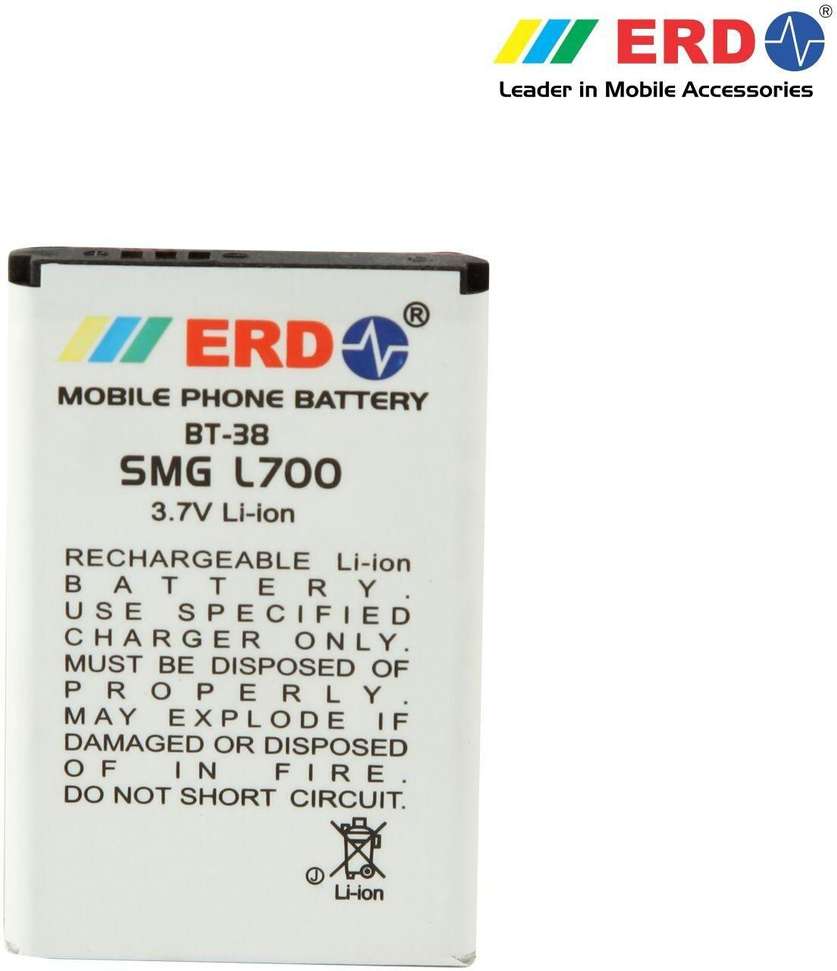 ERD ®
Leader in Mobile Accessories
ERD ®
MOBILE PHONE BATTERY
BT-38
SMG L700
3.7V Li-ion
RECHARGEABLE Li-ion
BATTERY.
USE SPECIFIED
CHARGER ONLY.
MUST BE DISPOSED OF
PROPERLY.
MAY EXPLODE IF
DAMAGED OR DISPOSED
OF IN FIRE.
DO NOT SHORT CIRCUIT.
J
Li-ion